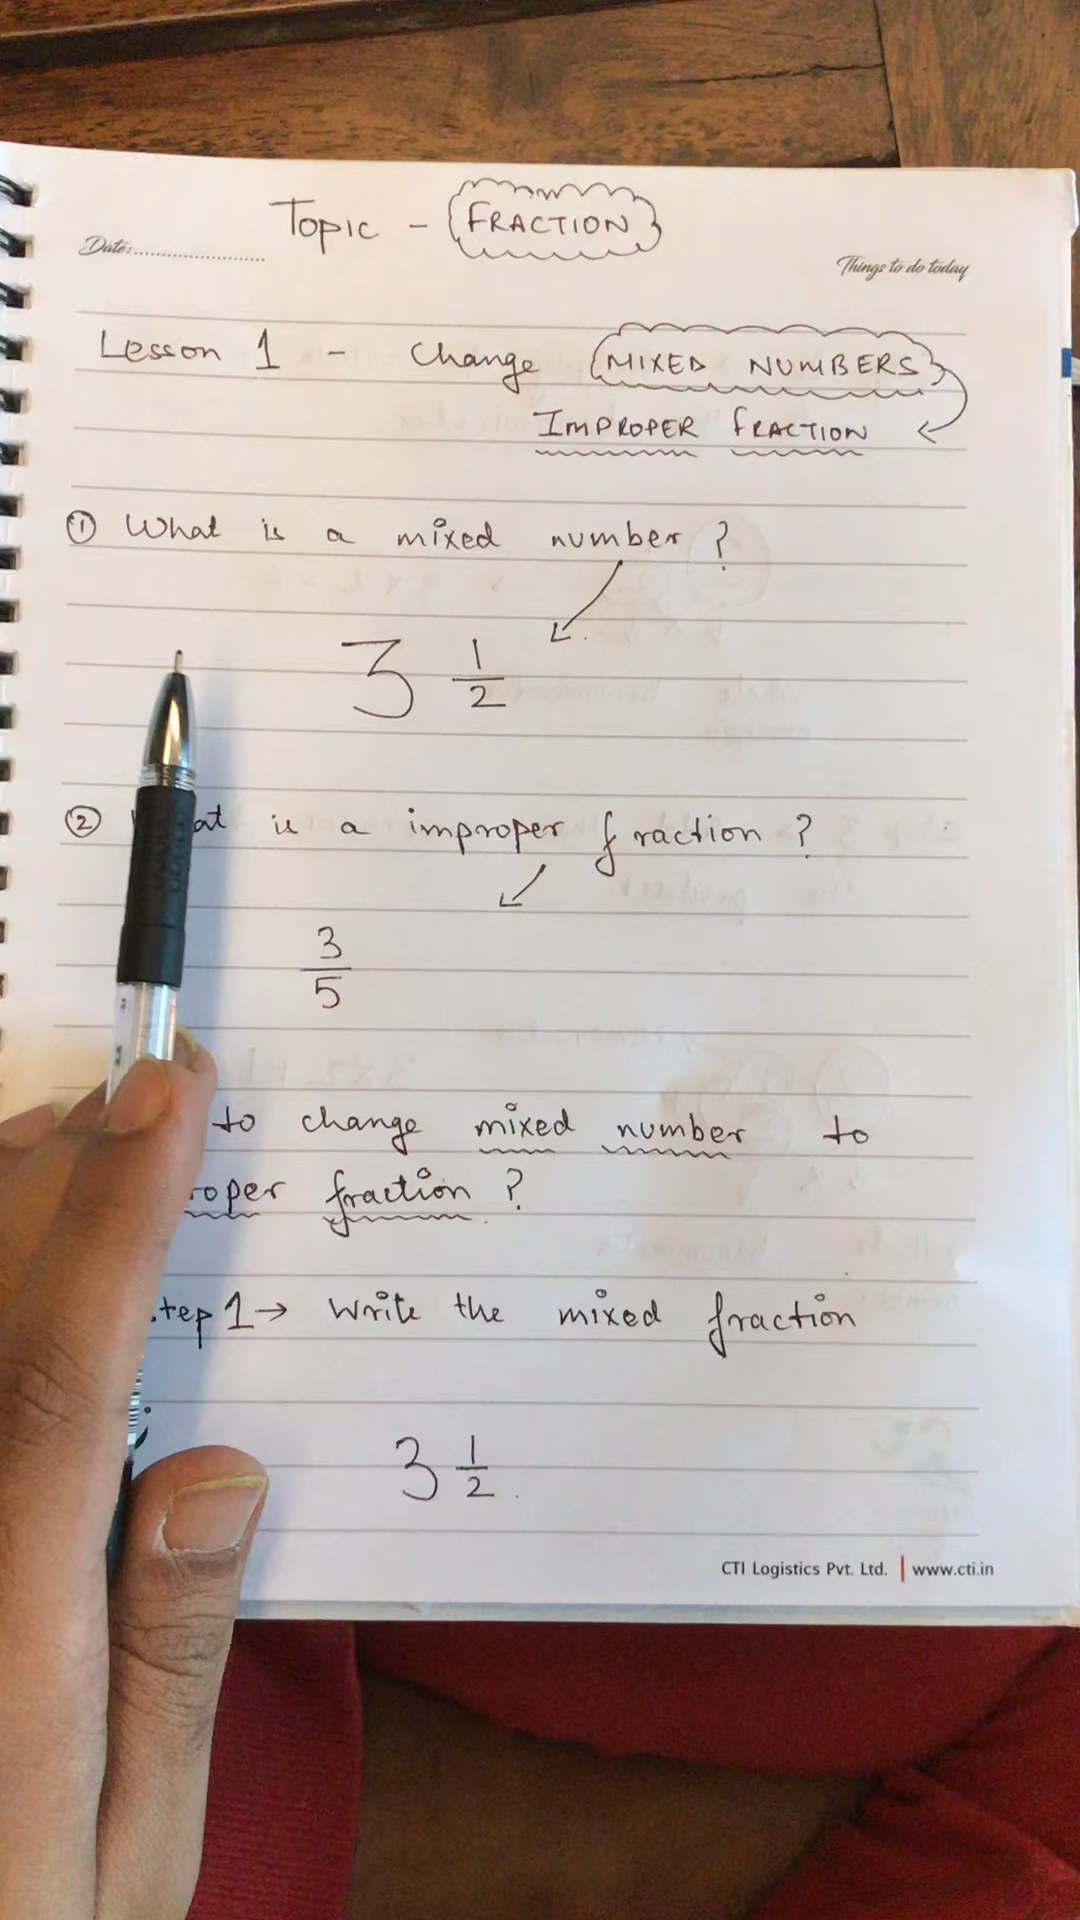 Topic - FRACTION
Date:........................
Things to do today
Lesson 1 - Change MIXED NUMBERS
IMPROPER FRACTION
① What is a mixed number ?
3 1/2
② at is a improper fraction ?
3/5
to change mixed number to
roper fraction ?
tep 1 → Write the mixed fraction
3 1/2
CTI Logistics Pvt. Ltd. | www.cti.in